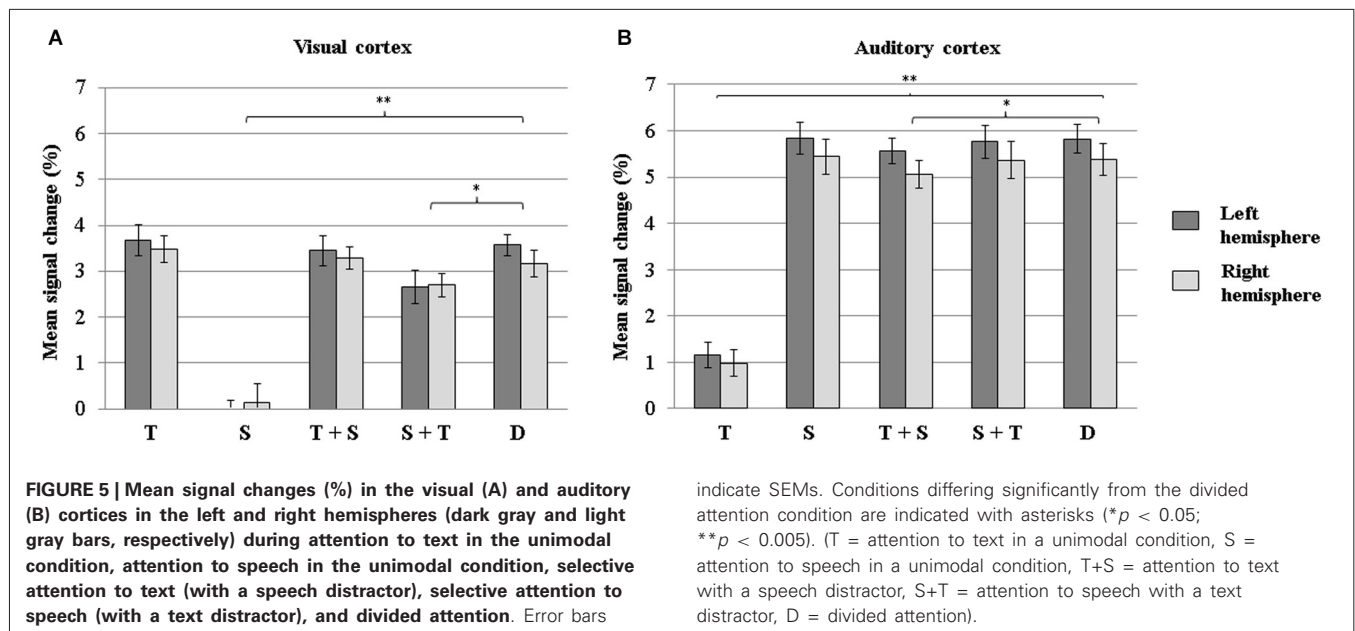 A
Visual cortex
**
*
Mean signal change (%)
7
6
5
4
3
2
1
0
T
S
T + S
S + T
D
B
Auditory cortex
**
*
Mean signal change (%)
7
6
5
4
3
2
1
0
T
S
T + S
S + T
D
Left
hemisphere
Right
hemisphere
FIGURE 5 | Mean signal changes (%) in the visual (A) and auditory
(B) cortices in the left and right hemispheres (dark gray and light
gray bars, respectively) during attention to text in the unimodal
condition, attention to speech in the unimodal condition, selective
attention to text (with a speech distractor), selective attention to
speech (with a text distractor), and divided attention. Error bars
indicate SEMs. Conditions differing significantly from the divided
attention condition are indicated with asterisks (*p < 0.05;
**p < 0.005). (T = attention to text in a unimodal condition, S =
attention to speech in a unimodal condition, T+S = attention to text
with a speech distractor, S+T = attention to speech with a text
distractor, D = divided attention).